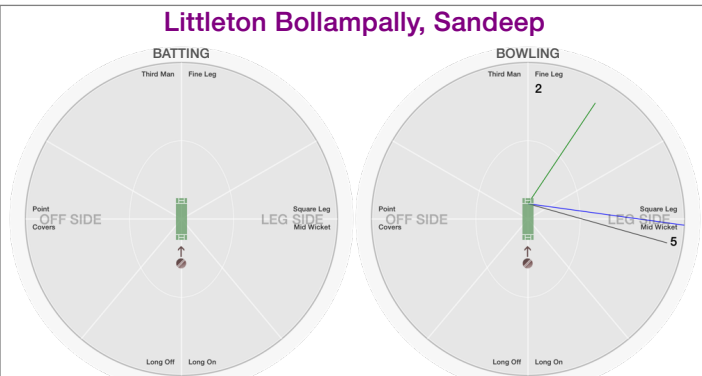 Littleton Bollampally, Sandeep
BATTING
Third Man Fine Leg
Point
OFF SIDE
Covers
Square Leg
LEG SIDE
Mid Wicket
Long Off Long On
BOWLING
Third Man Fine Leg
2
Point
OFF SIDE
Covers
Square Leg
LEG SIDE
Mid Wicket
5
Long Off Long On